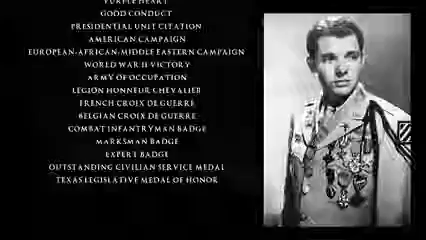 PURPLE HEART
GOOD CONDUCT
PRESIDENTIAL UNIT CITATION
AMERICAN CAMPAIGN
EUROPEAN-AFRICAN-MIDDLE EASTERN CAMPAIGN
WORLD WAR II VICTORY
ARMY OF OCCUPATION
LEGION HONNEUR CHEVALIER
FRENCH CROIX DE GUERRE
BELGIAN CROIX DE GUERRE
COMBAT INFANTRYMAN BADGE
MARKSMAN BADGE
EXPERT BADGE
OUTSTANDING CIVILIAN SERVICE MEDAL
TEXAS LEGISLATIVE MEDAL OF HONOR